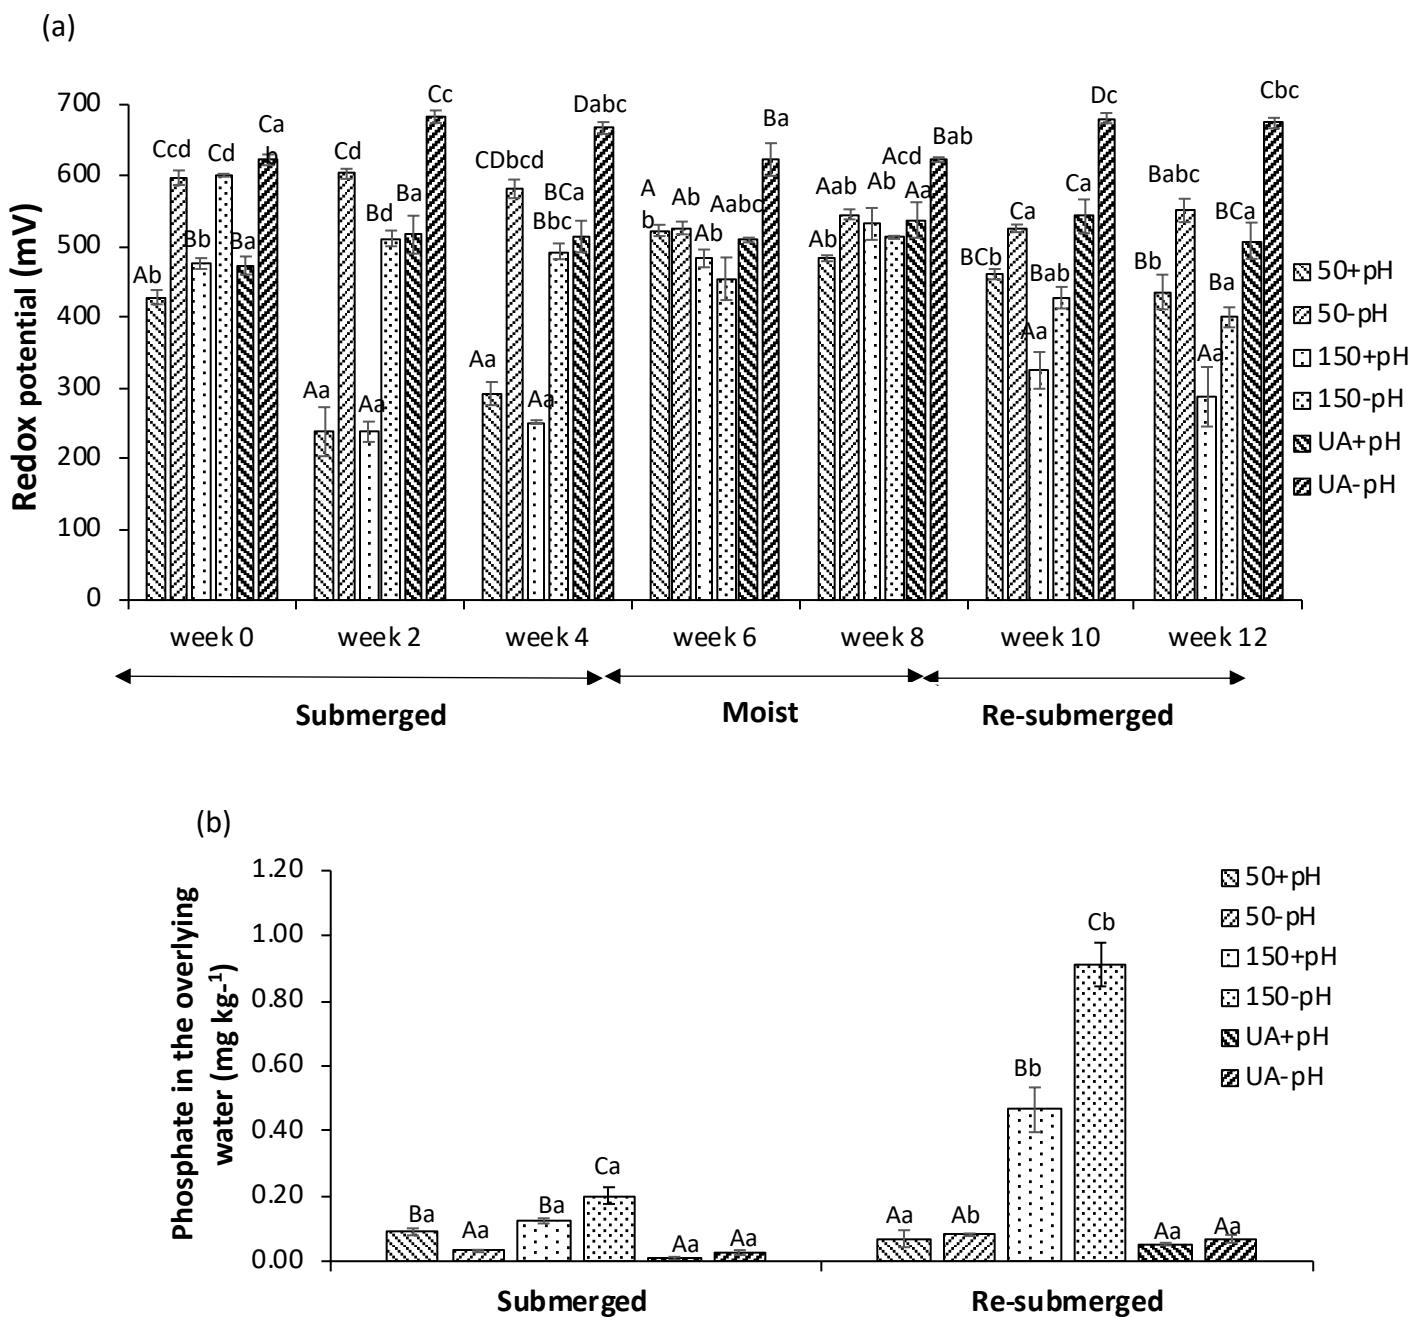 (a)
Redox potential (mV)
700
600
500
400
300
200
100
0
Ab
Ccd
Bb
Cd
Ba
Ca
b
Aa
Cd
Aa
Bd
Ba
Cc
Aa
CDbcd
Aa
Bbc
BCa
Dabc
A
b
Ab
Ab
Aabc
Ba
Ab
Aab
Ab
Acd
Aa
Bab
BCb
Ca
Aa
Bab
Ca
Dc
Bb
Babc
Aa
Ba
BCa
Cbc
50+pH
50-pH
150+pH
150-pH
UA+pH
UA-pH
week 0 week 2 week 4 week 6 week 8 week 10 week 12
Submerged Moist Re-submerged
(b)
Phosphate in the overlying
water (mg kg-1)
1.20
1.00
0.80
0.60
0.40
0.20
0.00
Ba
Aa
Ba
Ca
Aa
Aa
Aa
Ab
Bb
Cb
Aa
Aa
50+pH
50-pH
150+pH
150-pH
UA+pH
UA-pH
Submerged Re-submerged